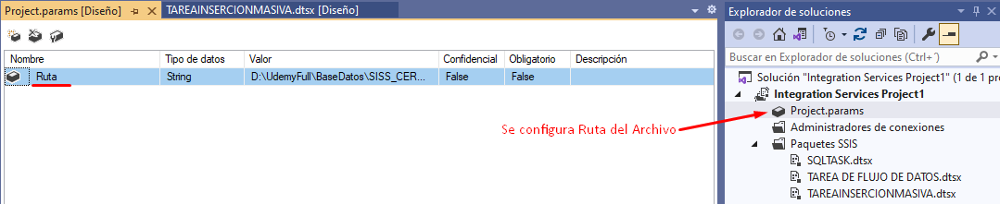 Project.params [Diseño]
TAREAINSERCIONMASIVA.dtsx [Diseño]
Nombre Tipo de datos Valor Confidencial Obligatorio Descripción
Ruta String D:\UdemyFull\BaseDatos\SISS_CER... False False
Se configura Ruta del Archivo
Explorador de soluciones
Buscar en Explorador de soluciones (Ctrl+´)
Solución "Integration Services Project1" (1 de 1 pro
Integration Services Project1
Project.params
Administradores de conexiones
Paquetes SSIS
SQLTASK.dtsx
TAREA DE FLUJO DE DATOS.dtsx
TAREAINSERCIONMASIVA.dtsx